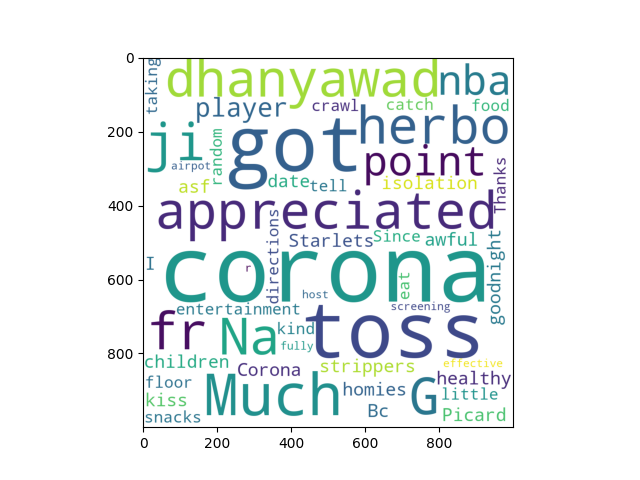 0
taking
dhanyawad
nba
player
crawl
catch
food
200
ji
random
got
herbo
airpot
point
asf
date
tell
isolation
Thanks
400
appreciated
directions
Starlets
Since
awful
goodnight
I
corona
r
eat
600
host
entertainment
screening
fr
Na
kind
toss
fully
800
children
Corona
strippers
effective
floor
healthy
kiss
Much
homies
G
little
snacks
Bc
Picard
0
200
400
600
800